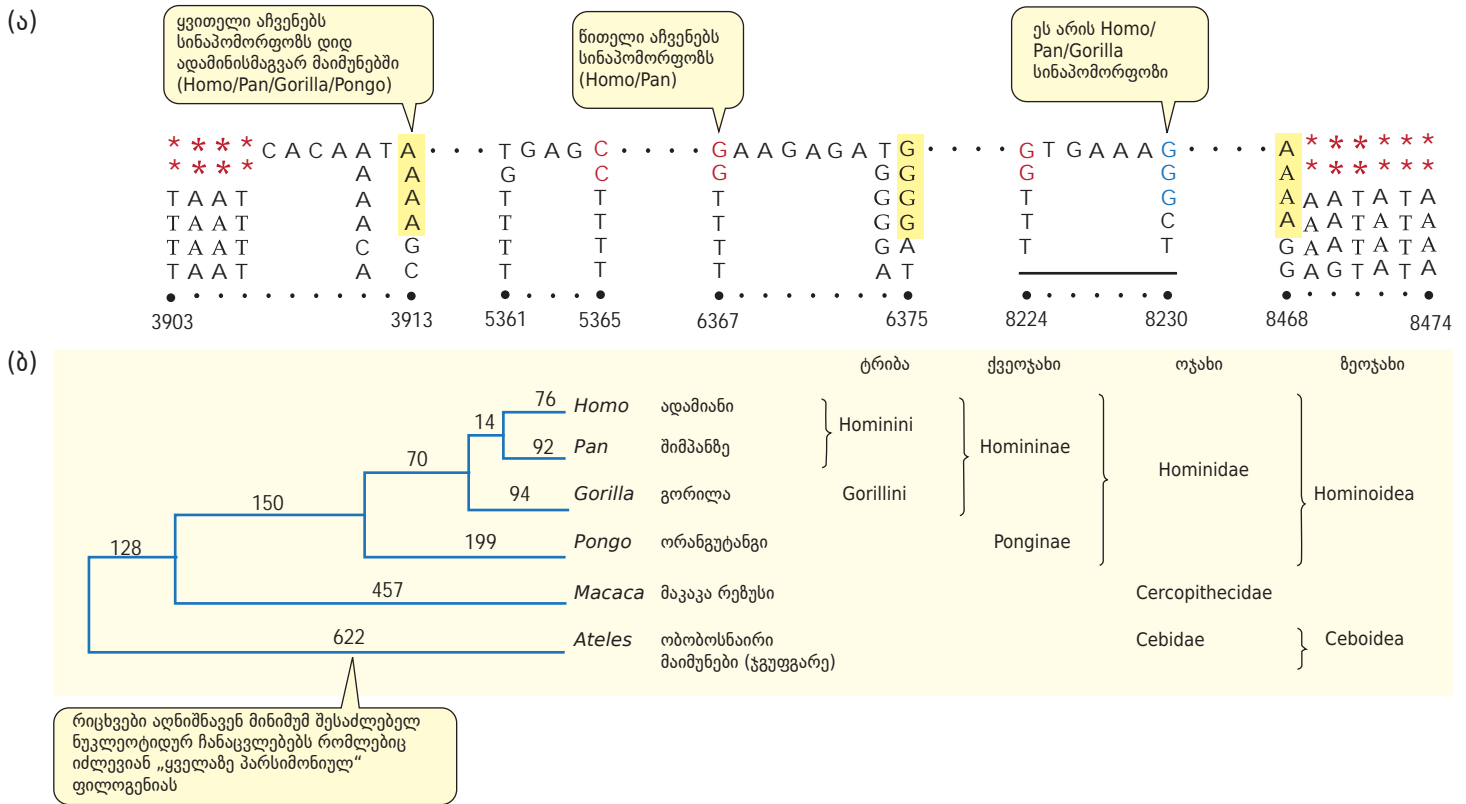 (ა)
ყვითელი აჩვენებს
სინაპომორფოზს დიდ
ადამინისმაგვარ მაიმუნებში
(Homo/Pan/Gorilla/Pongo)
წითელი აჩვენებს
სინაპომორფოზს
(Homo/Pan)
ეს არის Homo/
Pan/Gorilla
სინაპომორფოზი
* * * * C A C A A T A · · · · T G A G C · · · · · G A A G A G A T G · · · · · G T G A A A G · · · · · A * * * * * *
* * * * A A G C G G G G G A * * * * * *
T A A T A A T T T G G T G A A A T A T A
T A A T A A T T T G G T C A A A T A T A
T A A T C G T T T G A T T G A A T A T A
T A A T A C T T T A T G A G T A T A
3903 3913 5361 5365 6367 6375 8224 8230 8468 8474
(ბ)
ტრიბა ქვეოჯახი ოჯახი ზეოჯახი
76 Homo ადამიანი
14
Hominini
92 Pan შიმპანზე Homininae
70
Hominidae
94 Gorilla გორილა Gorillini Hominoidea
150
199 Pongo ორანგუტანგი Ponginae
128
457 Macaca მაკაკა რეზუსი Cercopithecidae
622 Ateles ობობოსნაირი Cebidae Ceboidea
მაიმუნები (ჯგუფგარე)
რიცხვები აღნიშნავენ მინიმუმ შესაძლებელ
ნუკლეოტიდურ ჩანაცვლებებს რომლებიც
იძლევიან „ყველაზე პარსიმონიულ“
ფილოგენიას